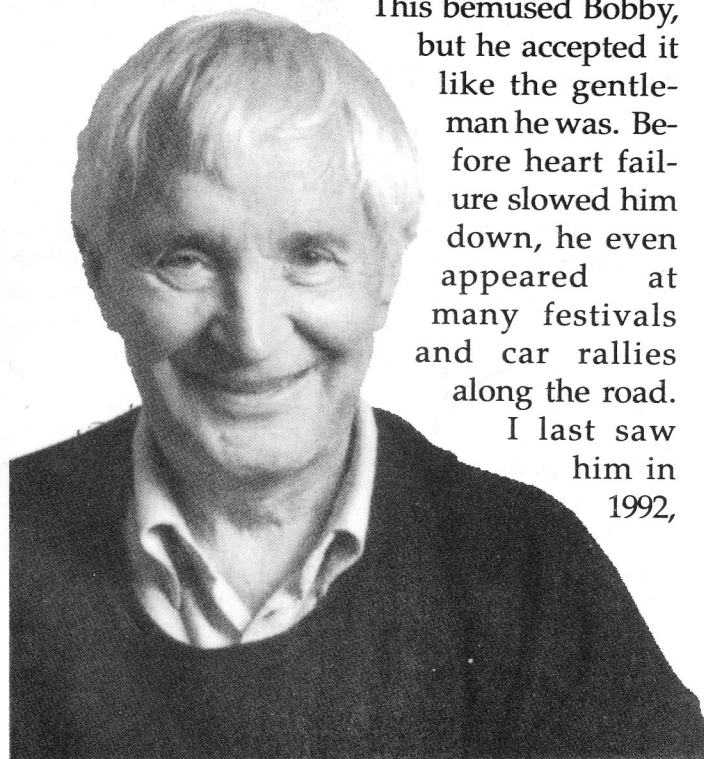 This bemused Bobby,
but he accepted it
like the gentle-
man he was. Be-
fore heart fail-
ure slowed him
down, he even
appeared at
many festivals
and car rallies
along the road.
I last saw
him in
1992,